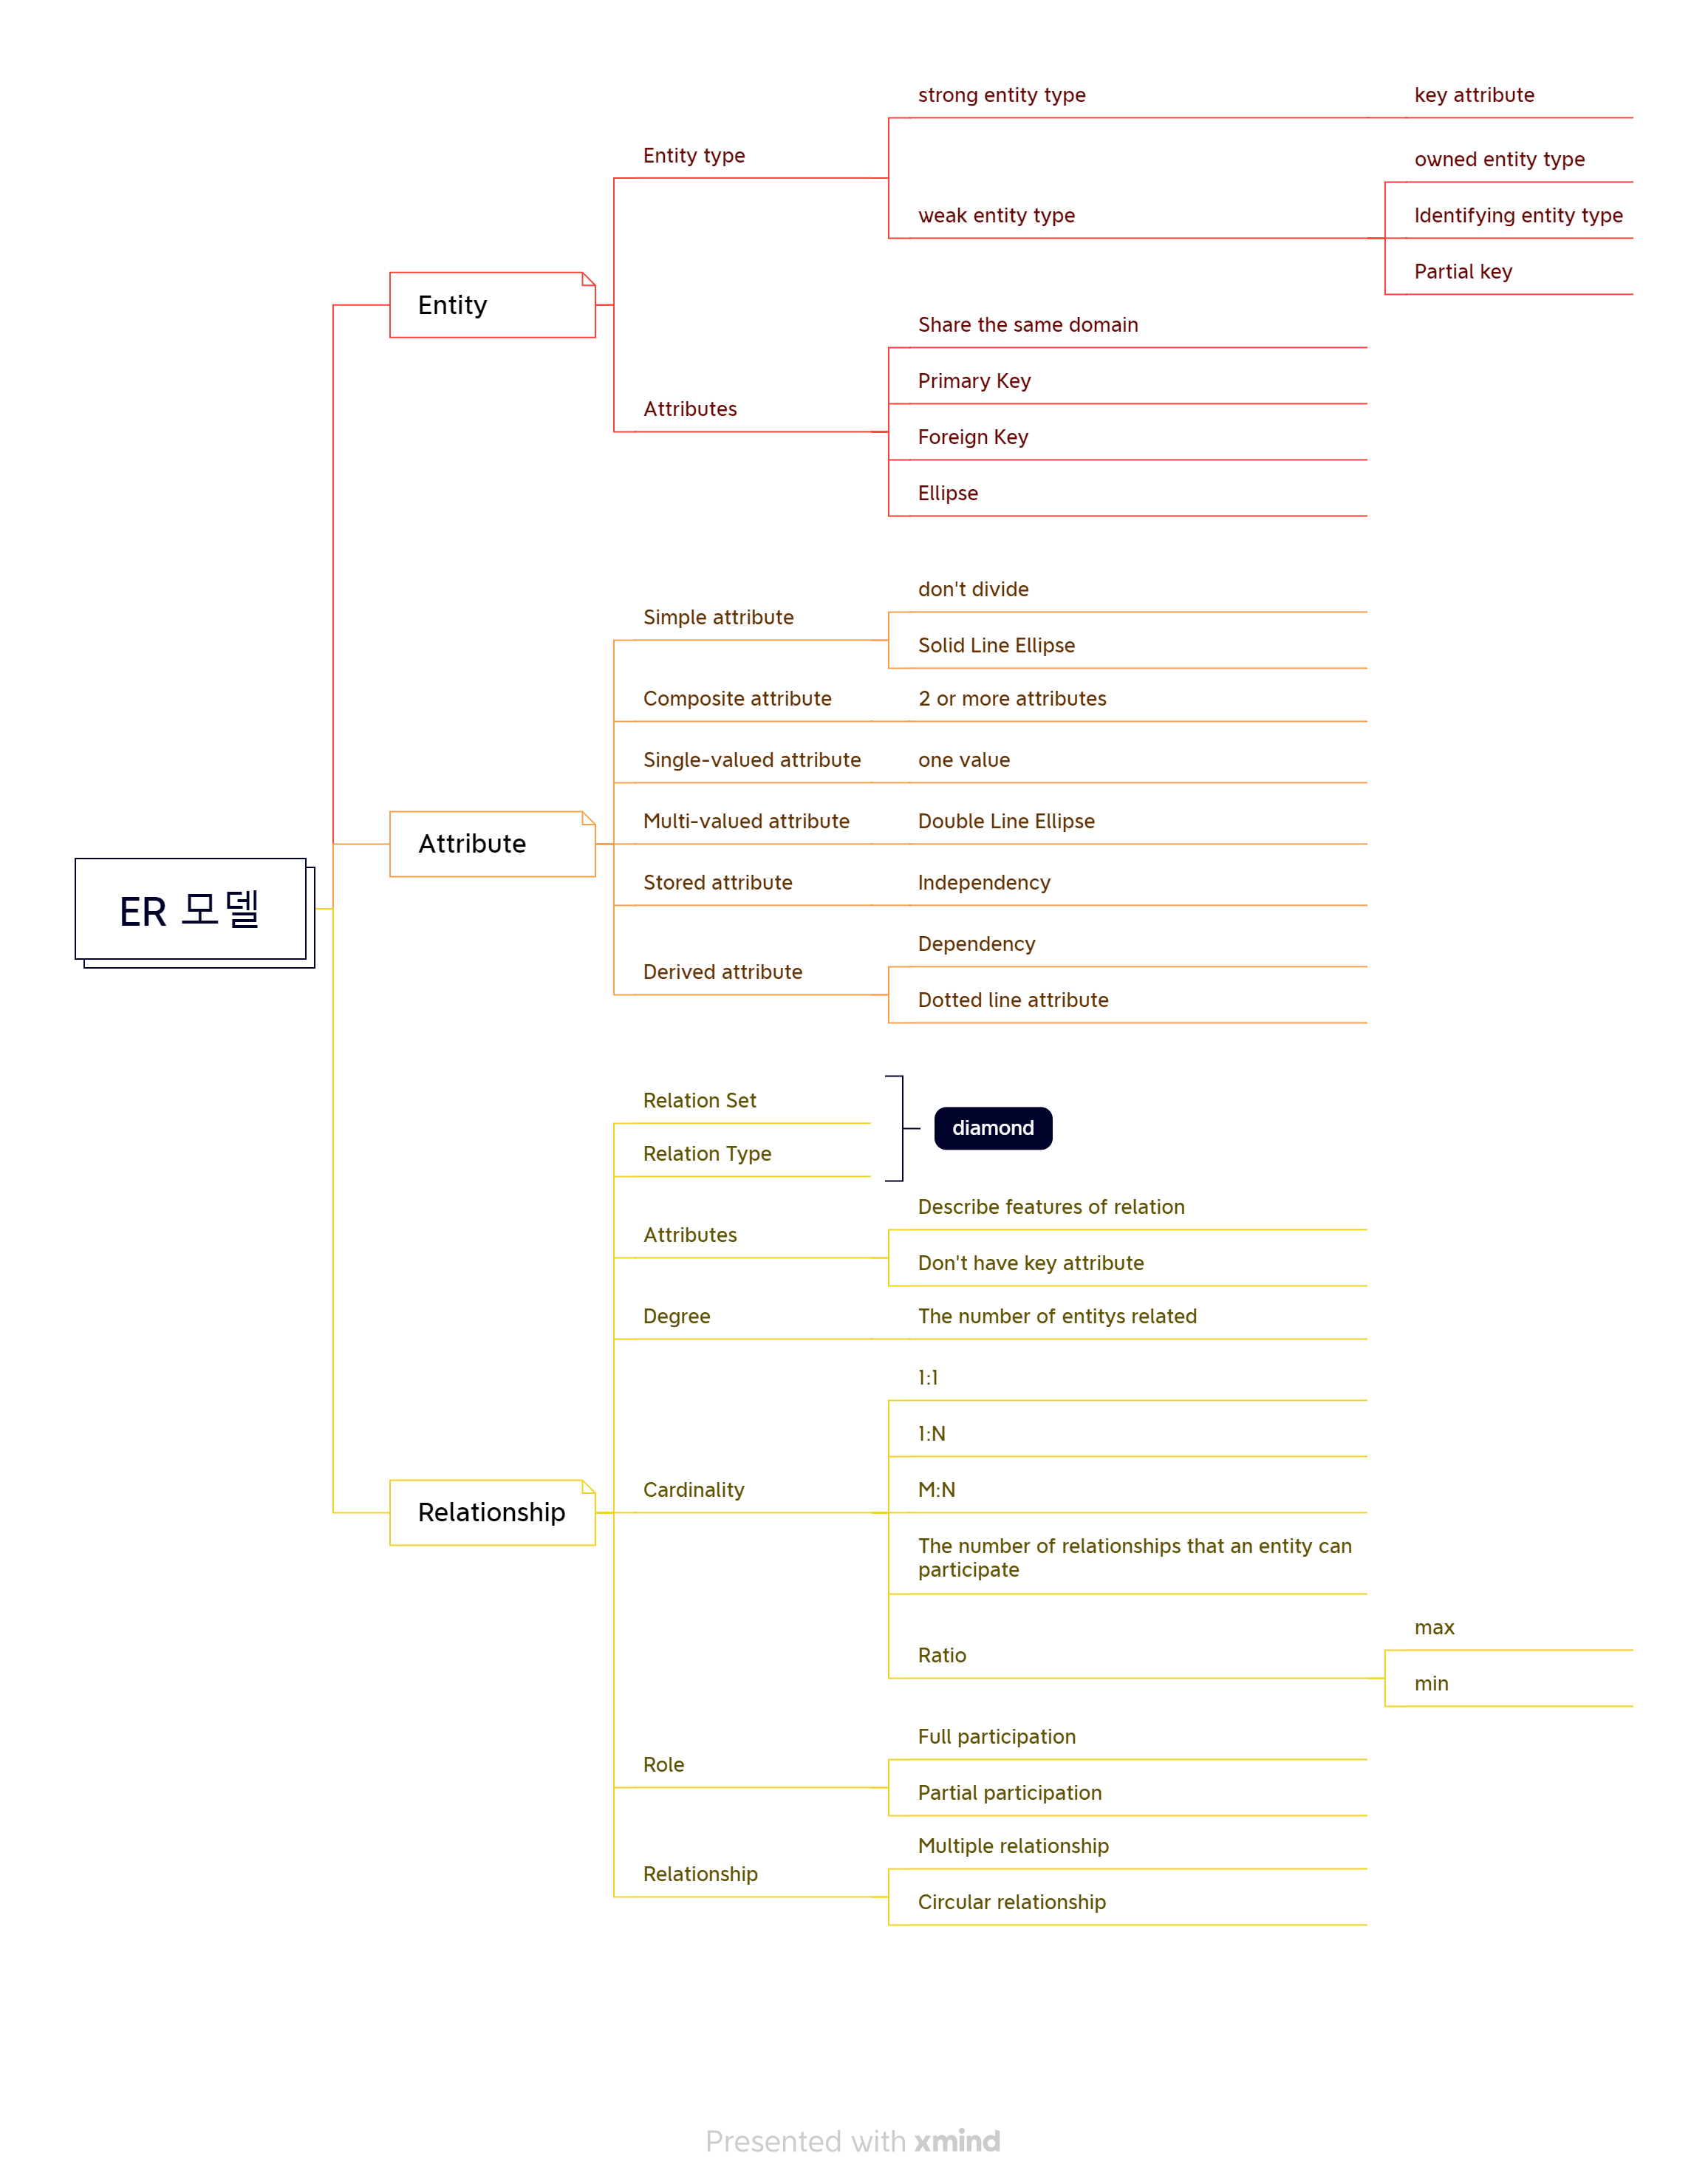 ER 모델
Entity
Entity type
strong entity type
key attribute
weak entity type
owned entity type
Identifying entity type
Partial key
Attributes
Share the same domain
Primary Key
Foreign Key
Ellipse
Attribute
Simple attribute
don't divide
Solid Line Ellipse
Composite attribute
2 or more attributes
Single-valued attribute
one value
Multi-valued attribute
Double Line Ellipse
Stored attribute
Independency
Derived attribute
Dependency
Dotted line attribute
Relationship
Relation Set
Relation Type
diamond
Attributes
Describe features of relation
Don't have key attribute
Degree
The number of entitys related
Cardinality
1:1
1:N
M:N
The number of relationships that an entity can
participate
Ratio
max
min
Role
Full participation
Partial participation
Relationship
Multiple relationship
Circular relationship
Presented with xmind